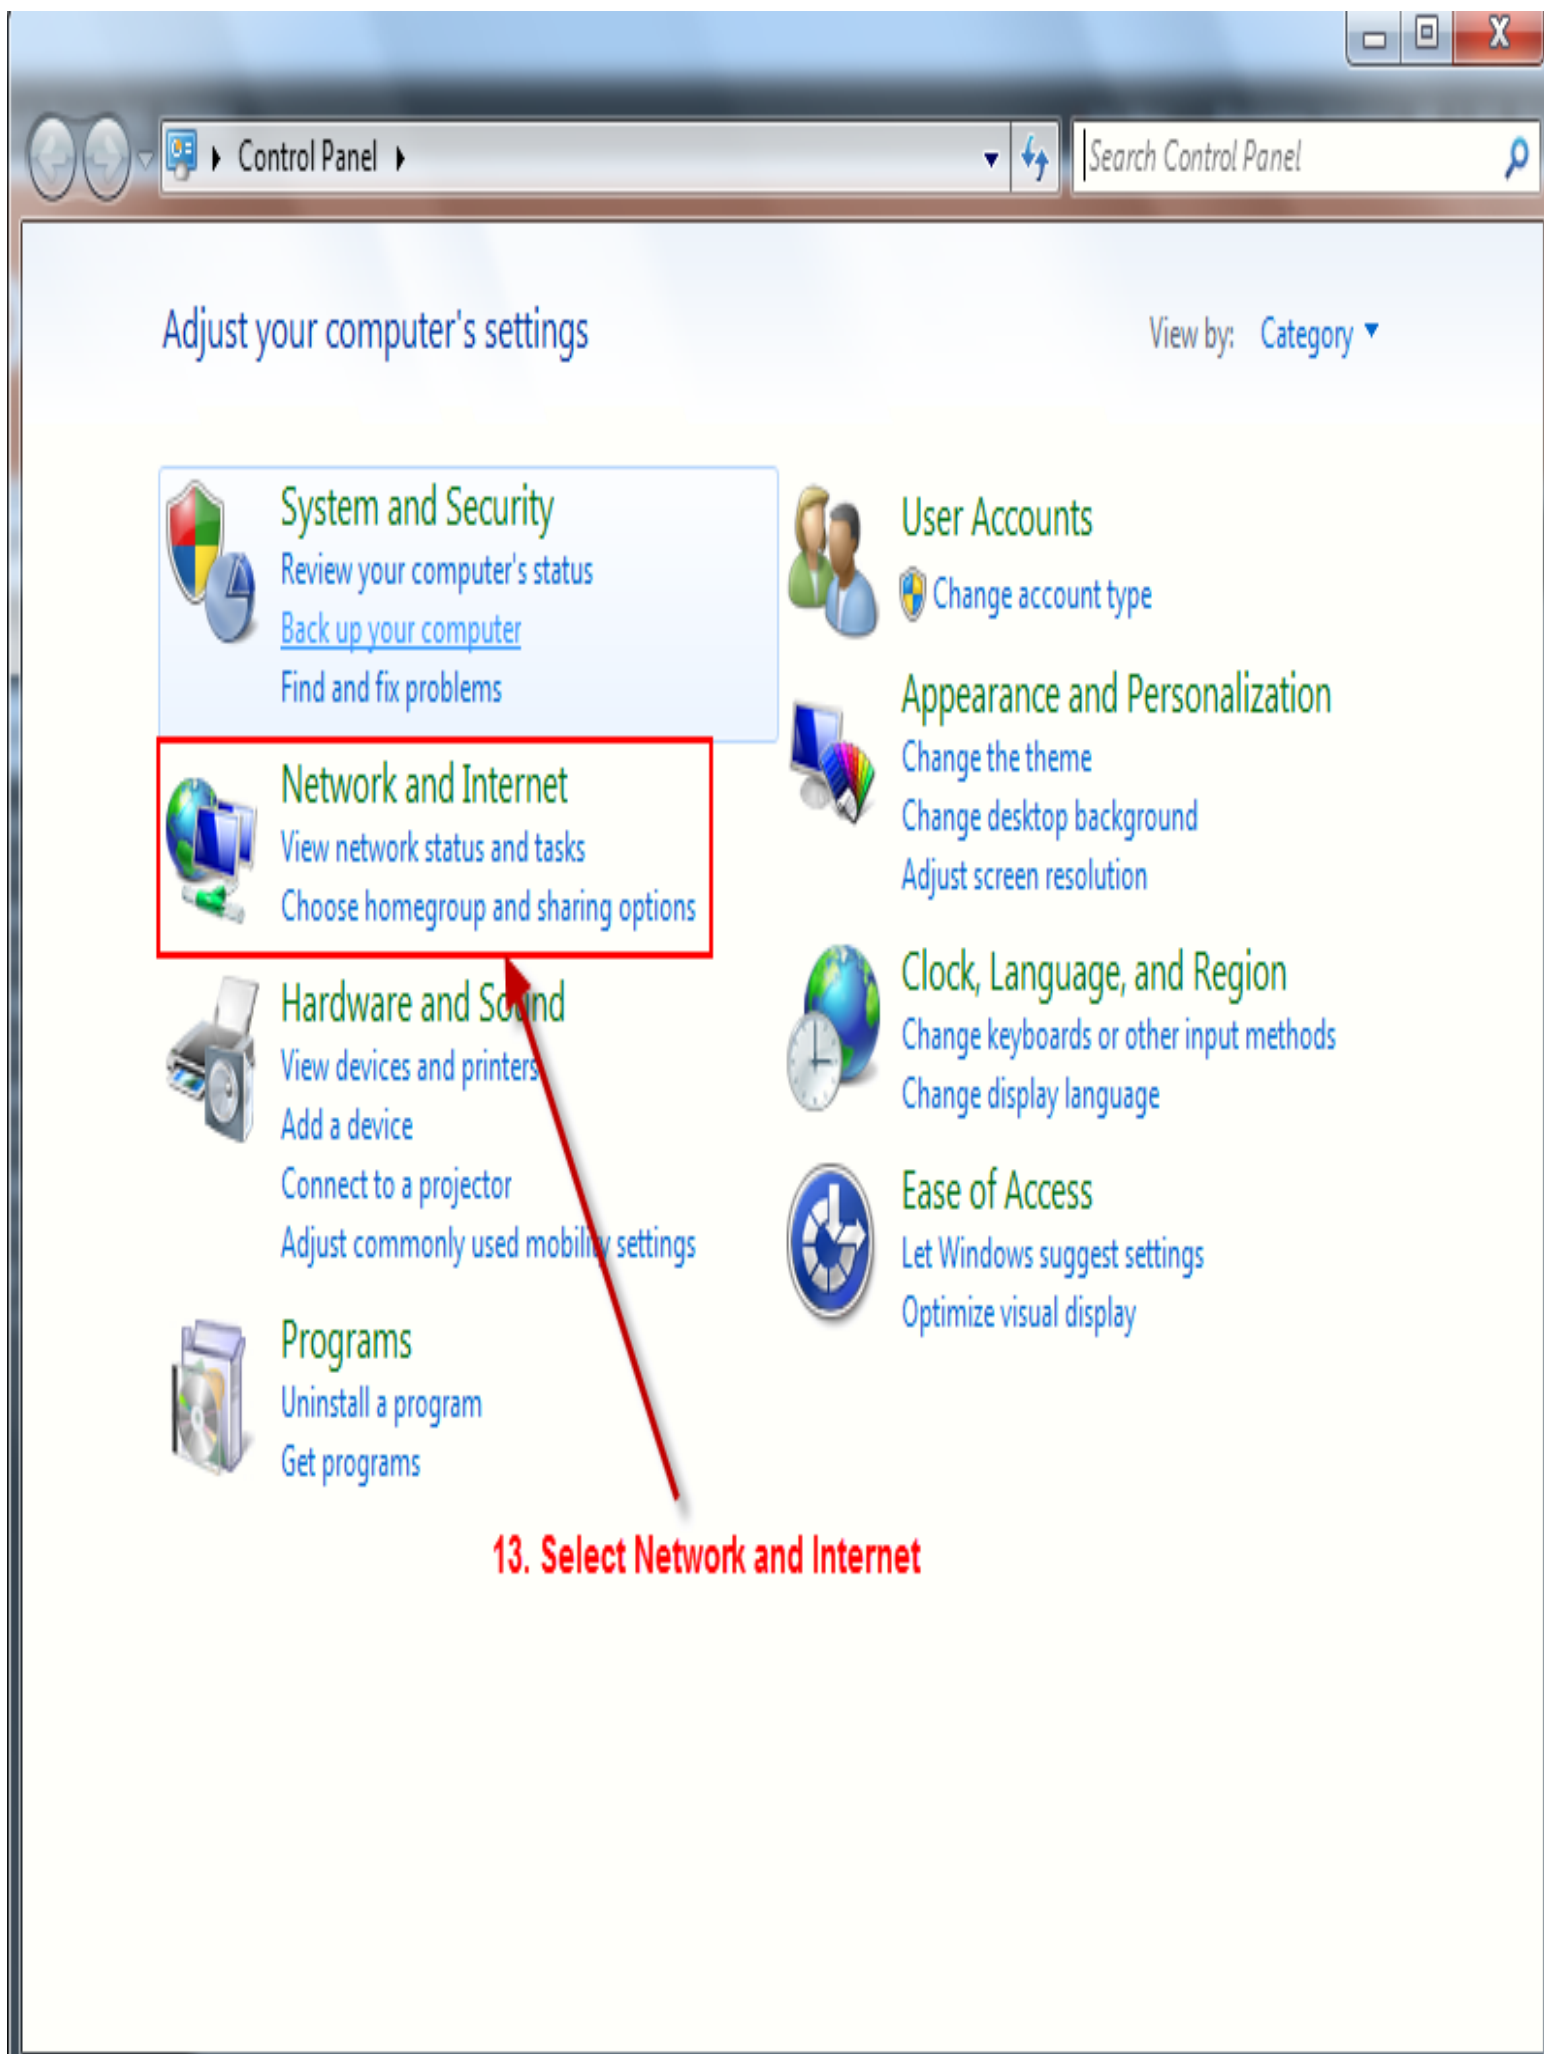 Control Panel
Search Control Panel
Adjust your computer's settings
View by: Category
System and Security
Review your computer's status
Back up your computer
Find and fix problems
Network and Internet
View network status and tasks
Choose homegroup and sharing options
Hardware and Sound
View devices and printers
Add a device
Connect to a projector
Adjust commonly used mobility settings
Programs
Uninstall a program
Get programs
User Accounts
Change account type
Appearance and Personalization
Change the theme
Change desktop background
Adjust screen resolution
Clock, Language, and Region
Change keyboards or other input methods
Change display language
Ease of Access
Let Windows suggest settings
Optimize visual display
13. Select Network and Internet